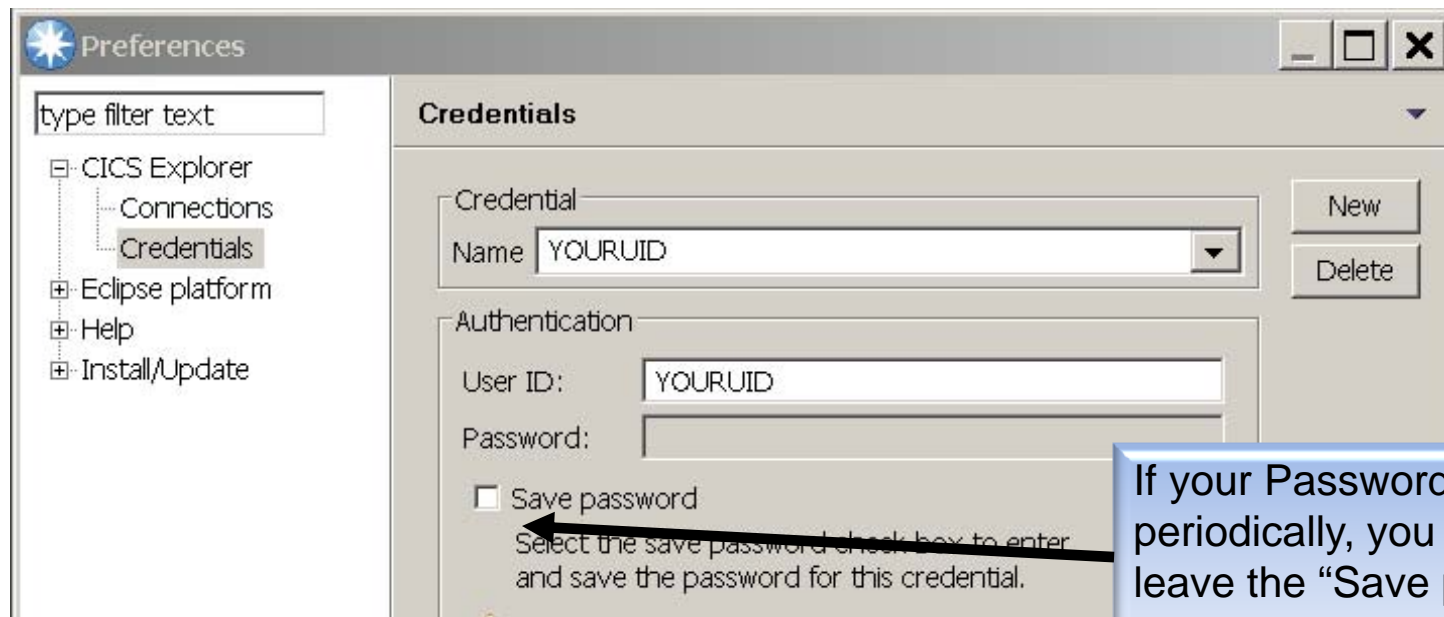 Preferences
type filter text
CICS Explorer
Connections
Credentials
Eclipse platform
Help
Install/Update
Credentials
Credential
Name YOURUID
New
Delete
Authentication
User ID: YOURUID
Password:
Save password
Select the save password check box to enter
and save the password for this credential.
If your Password
periodically, you
leave the “Save